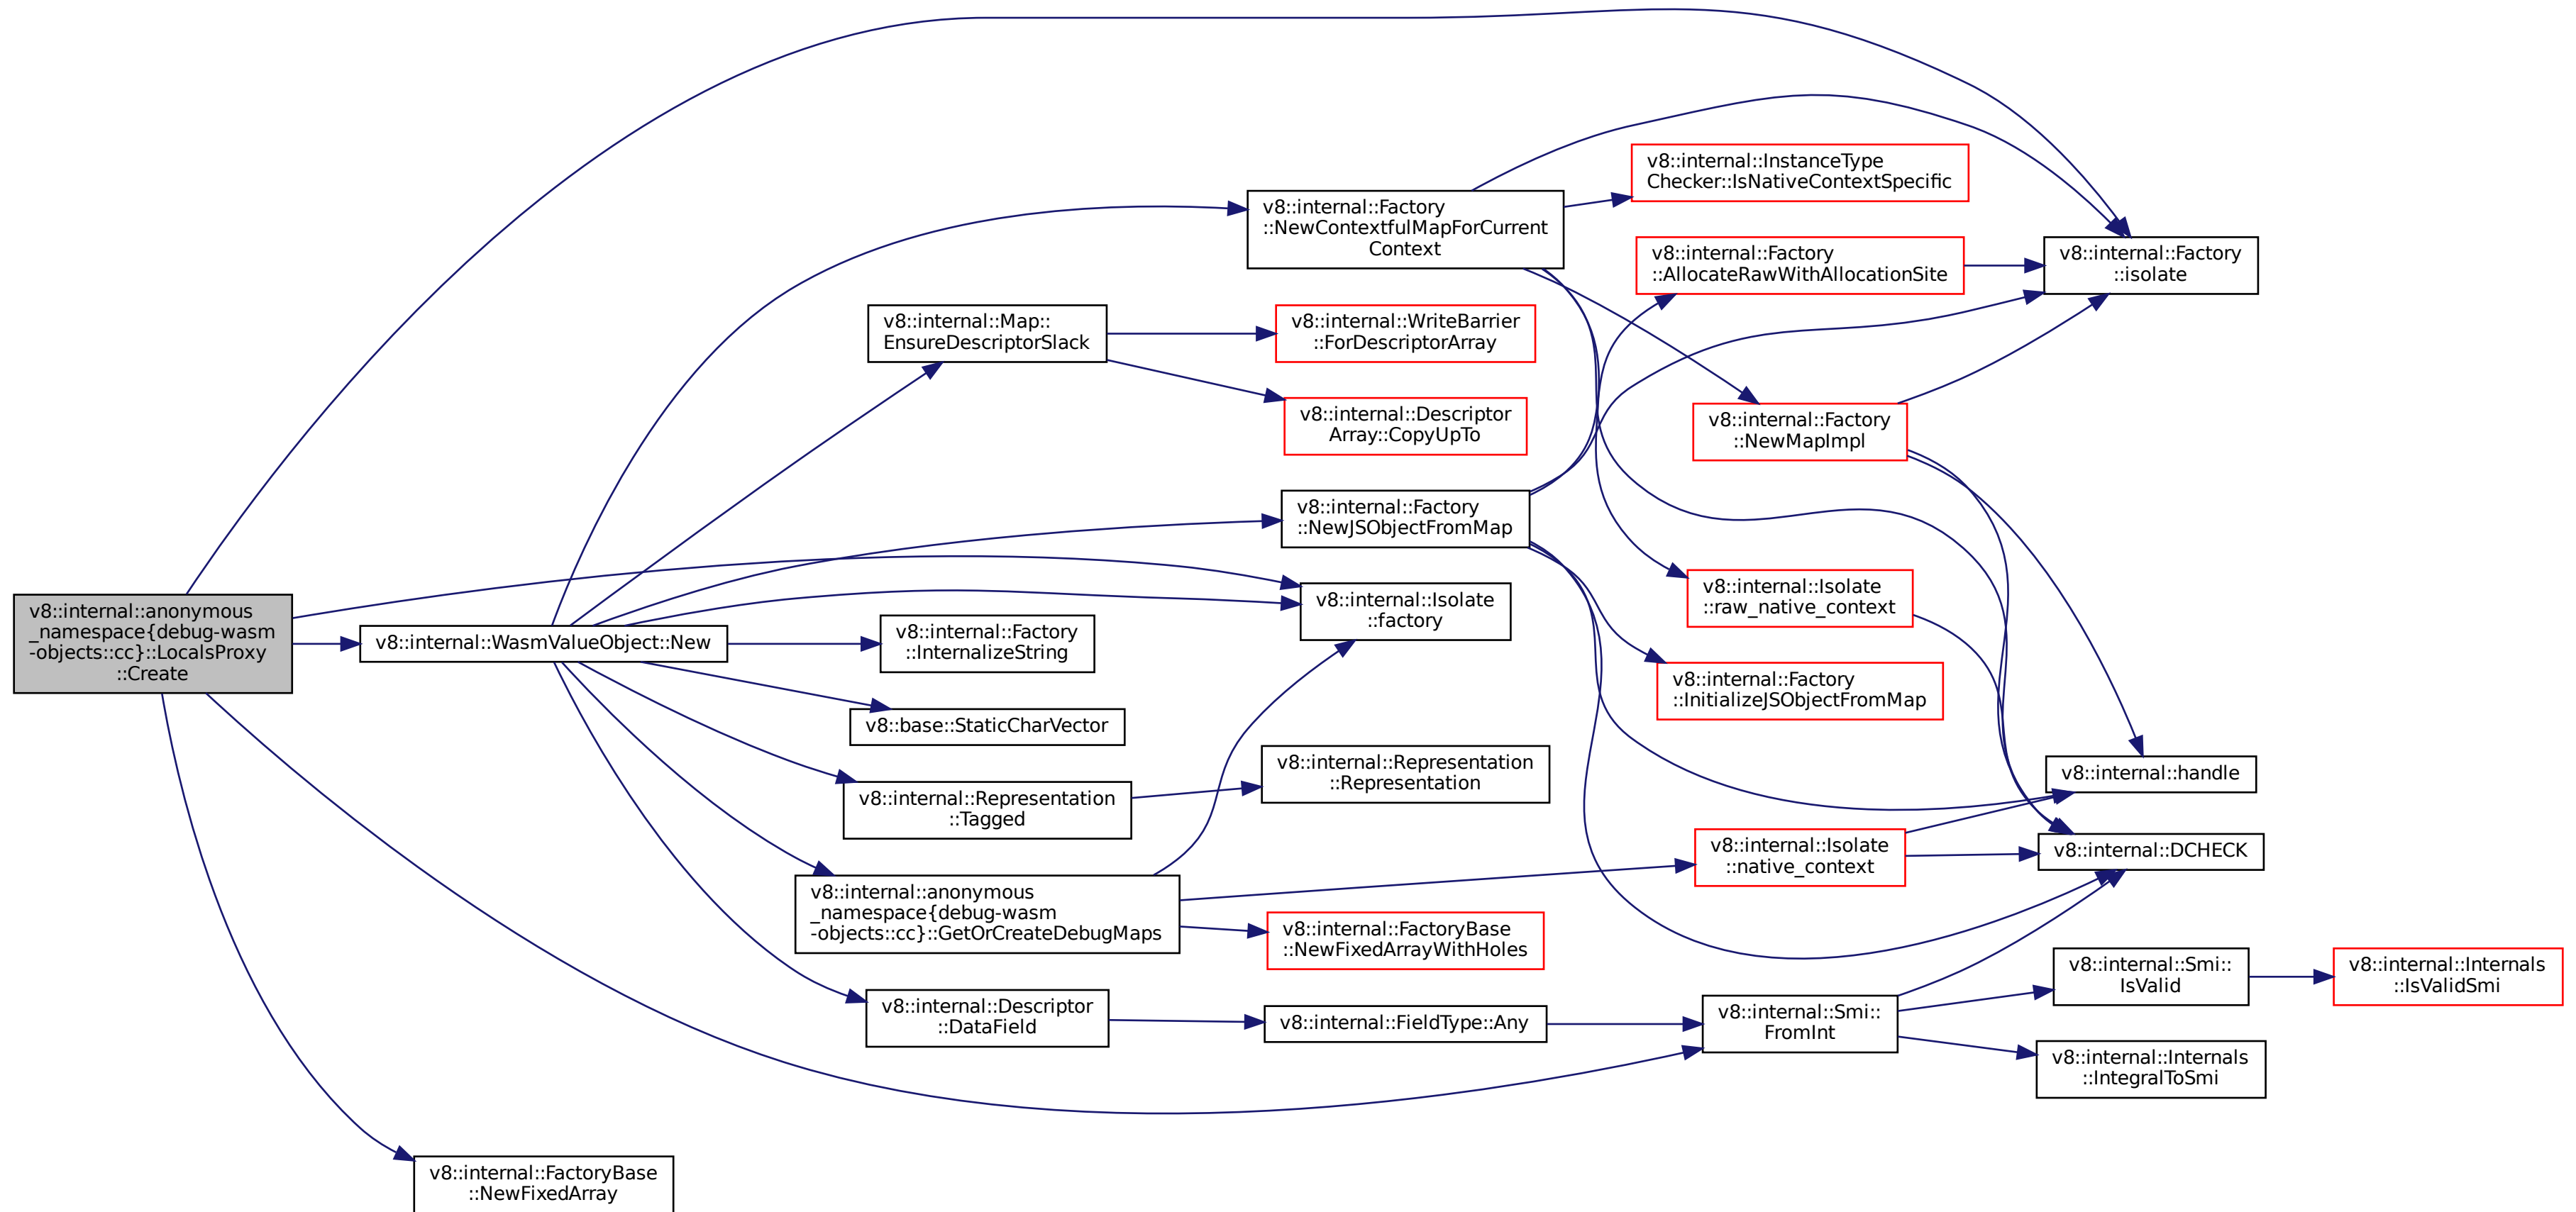 v8::internal::anonymous
_namespace{debug-wasm
-objects::cc}::LocalsProxy
::Create
v8::internal::WasmValueObject::New
v8::internal::FactoryBase
::NewFixedArray
v8::internal::Map::
EnsureDescriptorSlack
v8::internal::Factory
::InternalizeString
v8::base::StaticCharVector
v8::internal::Representation
::Tagged
v8::internal::anonymous
_namespace{debug-wasm
-objects::cc}::GetOrCreateDebugMaps
v8::internal::Descriptor
::DataField
v8::internal::Factory
::NewContextfulMapForCurrent
Context
v8::internal::WriteBarrier
::ForDescriptorArray
v8::internal::Descriptor
Array::CopyUpTo
v8::internal::Factory
::NewJSObjectFromMap
v8::internal::Isolate
::factory
v8::internal::Representation
::Representation
v8::internal::FactoryBase
::NewFixedArrayWithHoles
v8::internal::FieldType::Any
v8::internal::InstanceType
Checker::IsNativeContextSpecific
v8::internal::Factory
::AllocateRawWithAllocationSite
v8::internal::Factory
::NewMapImpl
v8::internal::Isolate
::raw_native_context
v8::internal::Factory
::InitializeJSObjectFromMap
v8::internal::Isolate
::native_context
v8::internal::Smi::
FromInt
v8::internal::Factory
::isolate
v8::internal::handle
v8::internal::DCHECK
v8::internal::Smi::
IsValid
v8::internal::Internals
::IntegralToSmi
v8::internal::Internals
::IsValidSmi